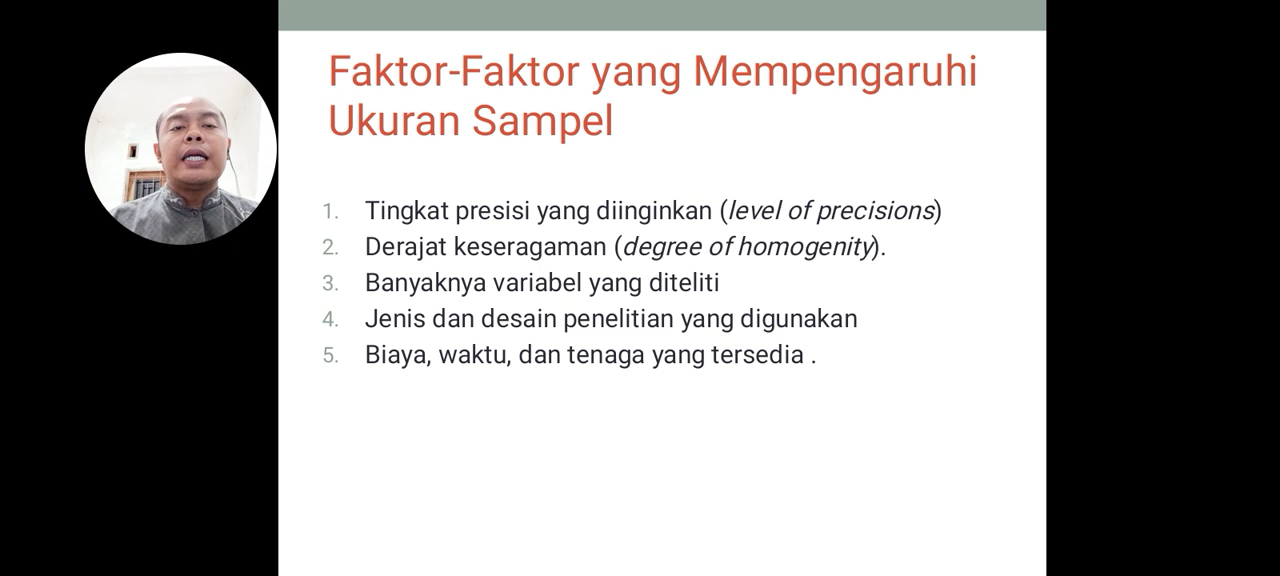 Faktor-Faktor yang Mempengaruhi
Ukuran Sampel
1. Tingkat presisi yang diinginkan (level of precisions)
2. Derajat keseragaman (degree of homogenity).
3. Banyaknya variabel yang diteliti
4. Jenis dan desain penelitian yang digunakan
5. Biaya, waktu, dan tenaga yang tersedia .